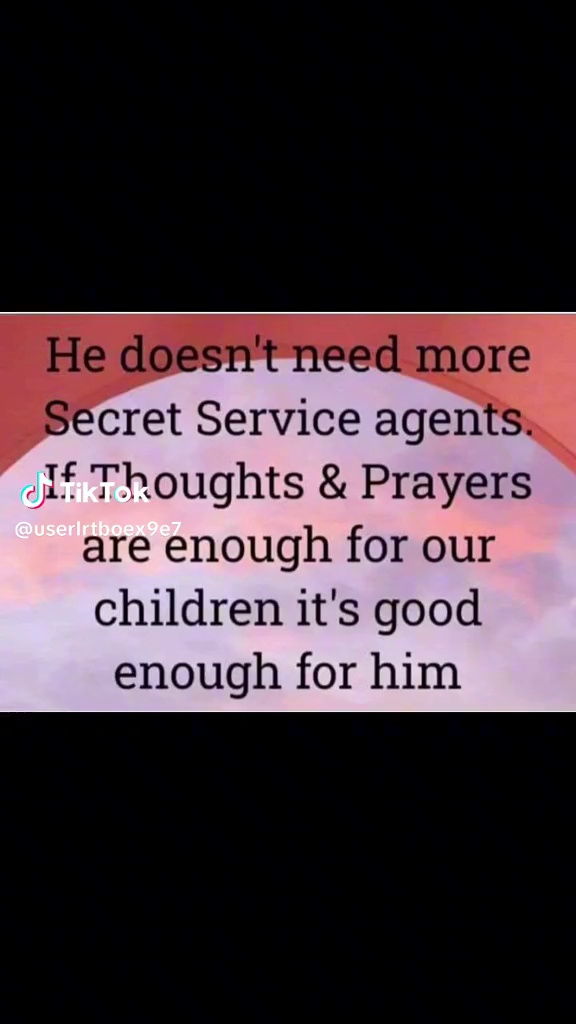 He doesn't need more
Secret Service agents.
If Thoughts & Prayers
TikTok
@userlrtboex9e7
are enough for our
children it's good
enough for him